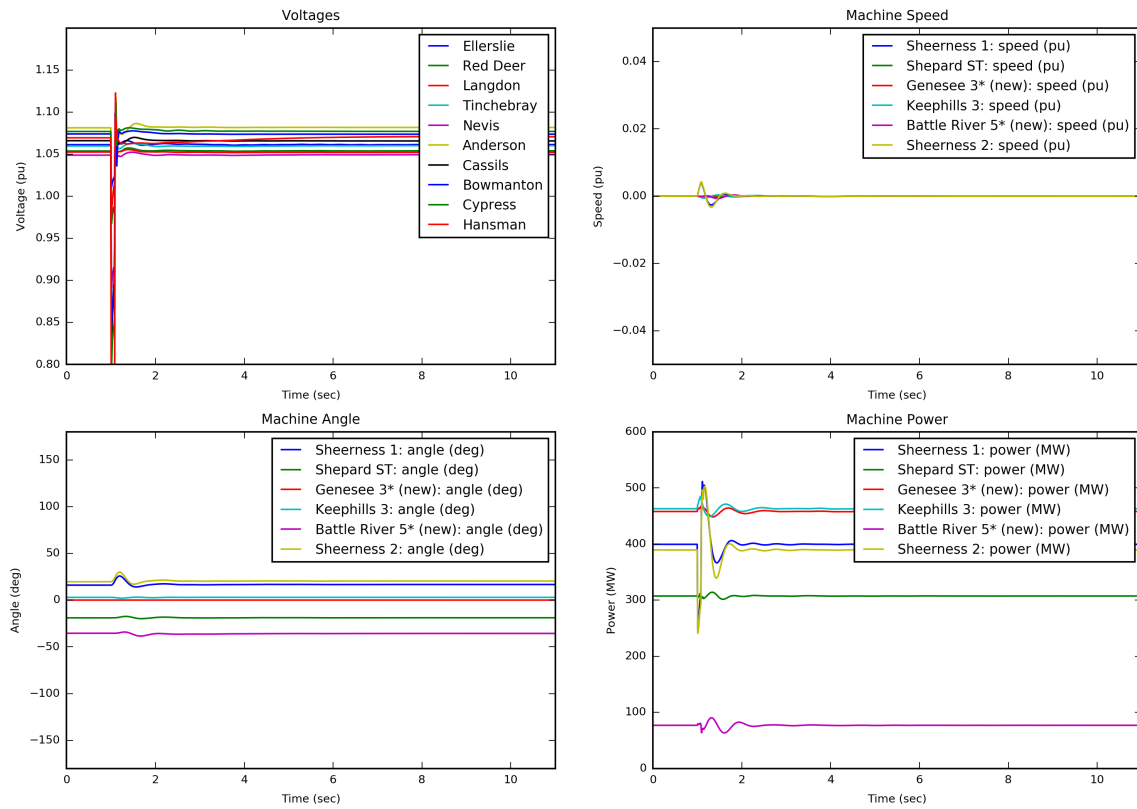 Voltages
1.15
1.10
1.05
1.00
0.95
0.90
0.85
0.80
Voltage (pu)
0
2
4
6
8
10
Time (sec)
Ellerslie
Red Deer
Langdon
Tinchebray
Nevis
Anderson
Cassils
Bowmanton
Cypress
Hansman
Machine Speed
0.04
0.02
0.00
−0.02
−0.04
Speed (pu)
0
2
4
6
8
10
Time (sec)
Sheerness 1: speed (pu)
Shepard ST: speed (pu)
Genesee 3* (new): speed (pu)
Keephills 3: speed (pu)
Battle River 5* (new): speed (pu)
Sheerness 2: speed (pu)
Machine Angle
150
100
50
0
−50
−100
−150
Angle (deg)
0
2
4
6
8
10
Time (sec)
Sheerness 1: angle (deg)
Shepard ST: angle (deg)
Genesee 3* (new): angle (deg)
Keephills 3: angle (deg)
Battle River 5* (new): angle (deg)
Sheerness 2: angle (deg)
Machine Power
600
500
400
300
200
100
0
Power (MW)
0
2
4
6
8
10
Time (sec)
Sheerness 1: power (MW)
Shepard ST: power (MW)
Genesee 3* (new): power (MW)
Keephills 3: power (MW)
Battle River 5* (new): power (MW)
Sheerness 2: power (MW)